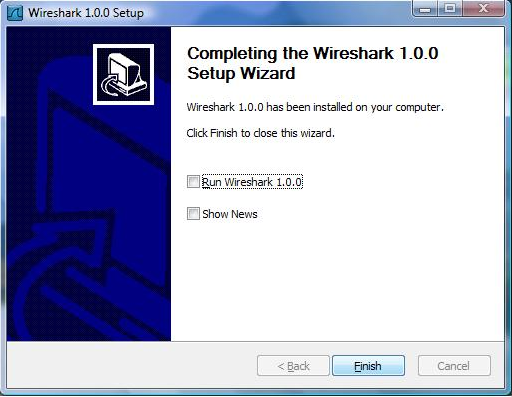 Wireshark 1.0.0 Setup
Completing the Wireshark 1.0.0
Setup Wizard
Wireshark 1.0.0 has been installed on your computer.
Click Finish to close this wizard.
Run Wireshark 1.0.0
Show News
< Back
Finish
Cancel